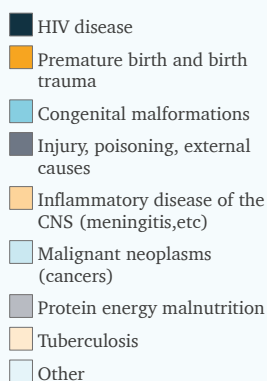 HIV disease
Premature birth and birth
trauma
Congenital malformations
Injury, poisoning, external
causes
Inflammatory disease of the
CNS (meningitis,etc)
Malignant neoplasms
(cancers)
Protein energy malnutrition
Tuberculosis
Other